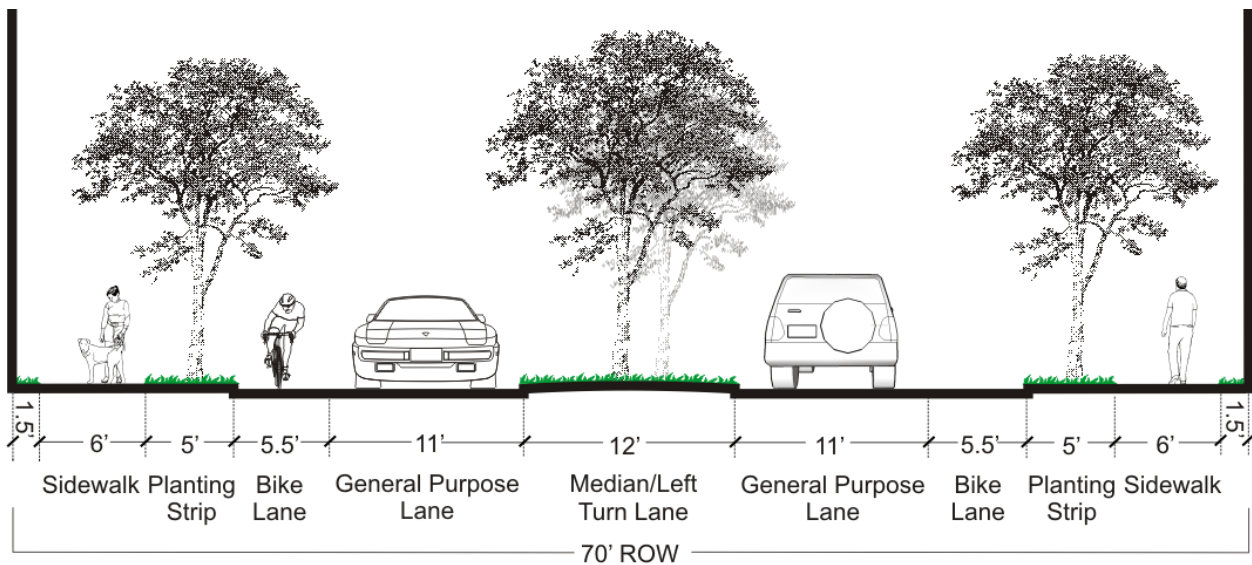 1.5’ 6’ 5’ 5.5’ 11’ 12’ 11’ 5.5’ 5’ 6’ 1.5’
Sidewalk Planting Bike General Purpose Median/Left General Purpose Bike Planting Sidewalk
Strip Lane Lane Turn Lane Lane Lane Strip
70’ ROW